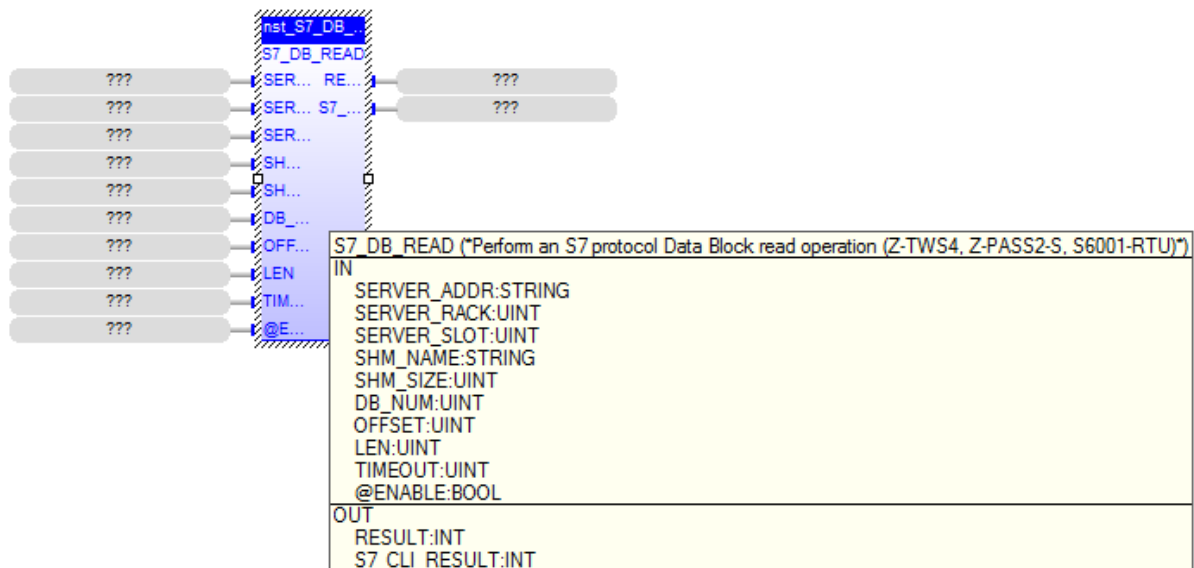 nst_S7_DB_...
S7_DB_READ
??? SER... RE... ???
??? SER... S7_... ???
??? SER...
??? SH...
??? SH...
??? DB_...
??? OFF...
??? LEN
??? TIM...
??? @E...
S7_DB_READ (*Perform an S7 protocol Data Block read operation (Z-TWS4, Z-PASS2-S, S6001-RTU)*)
IN
SERVER_ADDR:STRING
SERVER_RACK:UINT
SERVER_SLOT:UINT
SHM_NAME:STRING
SHM_SIZE:UINT
DB_NUM:UINT
OFFSET:UINT
LEN:UINT
TIMEOUT:UINT
@ENABLE:BOOL
OUT
RESULT:INT
S7_CLI_RESULT:INT